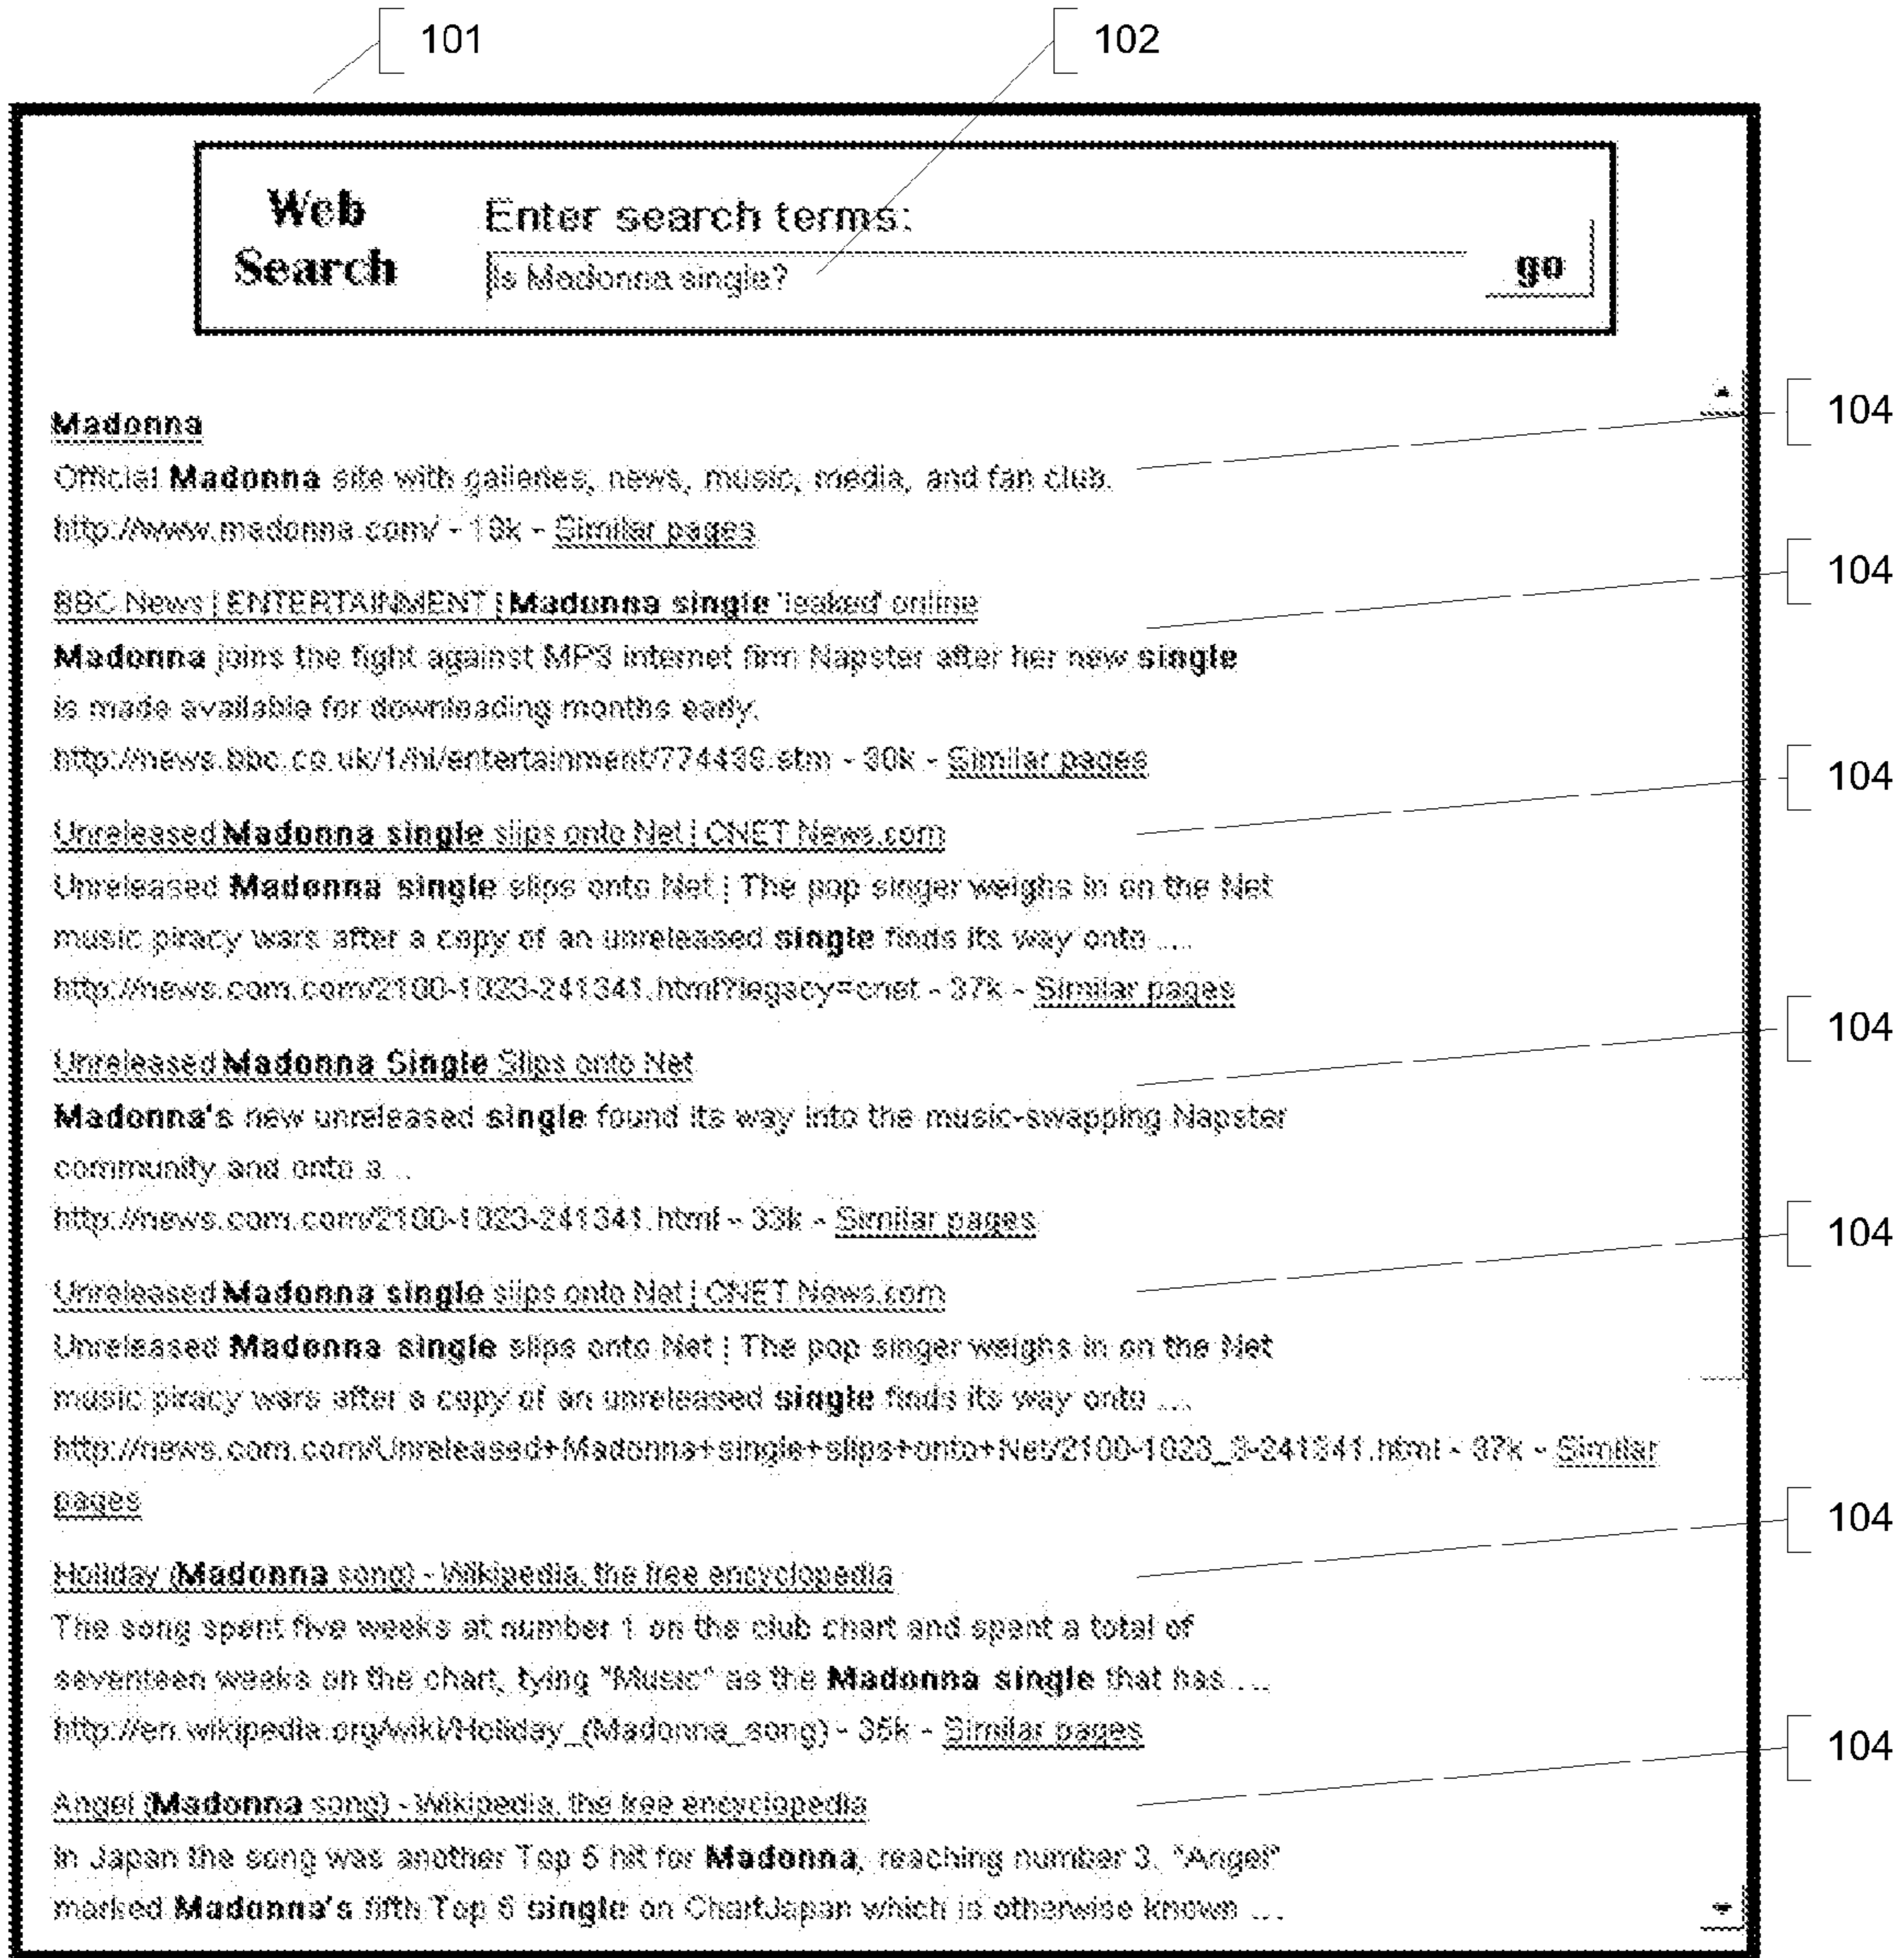 101
102
Web
Search
Enter search terms:
Is Madonna single?
go
Madonna
104
Official Madonna site with galleries, news, music, media, and fan club.
http://www.madonna.com/ - 18k - Similar pages
104
BBC News | ENTERTAINMENT | Madonna single 'leaked' online
Madonna joins the fight against MP3 internet firm Napster after her new single
is made available for downloading months early.
http://news.bbc.co.uk/1/hi/entertainment/774436.stm - 30k - Similar pages
104
Unreleased Madonna single slips onto Net | CNET News.com
Unreleased Madonna single slips onto Net | The pop singer weighs in on the Net
music piracy wars after a copy of an unreleased single finds its way onto ....
http://news.com.com/2100-1023-241341.html?legacy=cnet - 37k - Similar pages
104
Unreleased Madonna Single Slips onto Net
Madonna's new unreleased single found its way into the music-swapping Napster
community and onto a...
http://news.com.com/2100-1023-241341.html - 33k - Similar pages
104
Unreleased Madonna single slips onto Net | CNET News.com
Unreleased Madonna single slips onto Net | The pop singer weighs in on the Net
music piracy wars after a copy of an unreleased single finds its way onto ...
http://news.com.com/Unreleased+Madonna+single+slips+onto+Net/2100-1023_3-241341.html - 37k - Similar
pages
104
Holiday (Madonna song) - Wikipedia, the free encyclopedia
The song spent five weeks at number 1 on the club chart and spent a total of
seventeen weeks on the chart, tying "Music" as the Madonna single that has ...
http://en.wikipedia.org/wiki/Holiday_(Madonna_song) - 35k - Similar pages
104
Angel (Madonna song) - Wikipedia, the free encyclopedia
In Japan the song was another Top 5 hit for Madonna, reaching number 3. "Angel"
marked Madonna's fifth Top 5 single on ChartJapan which is otherwise known ...